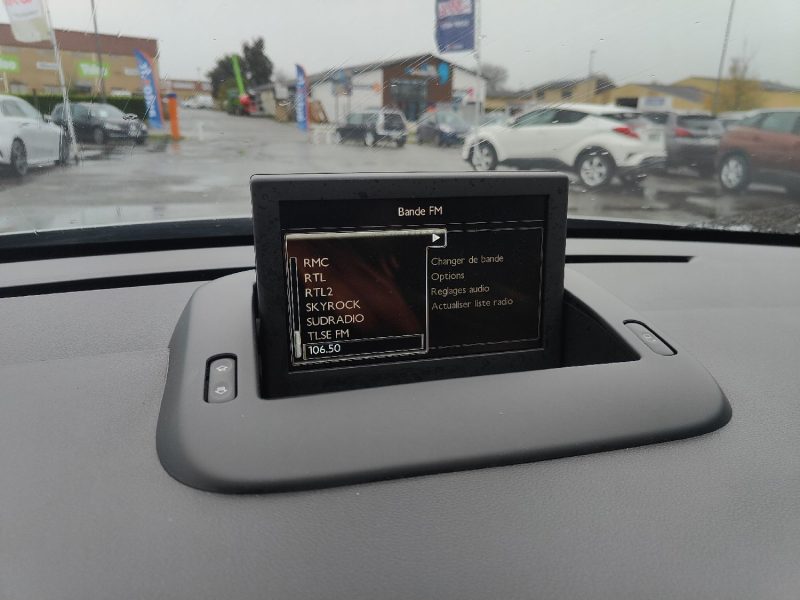 Bande FM
RMC
RTL
RTL2
SKYROCK
SUDRADIO
TLSE FM
106.50
Changer de bande
Options
Reglages audio
Actualiser liste radio